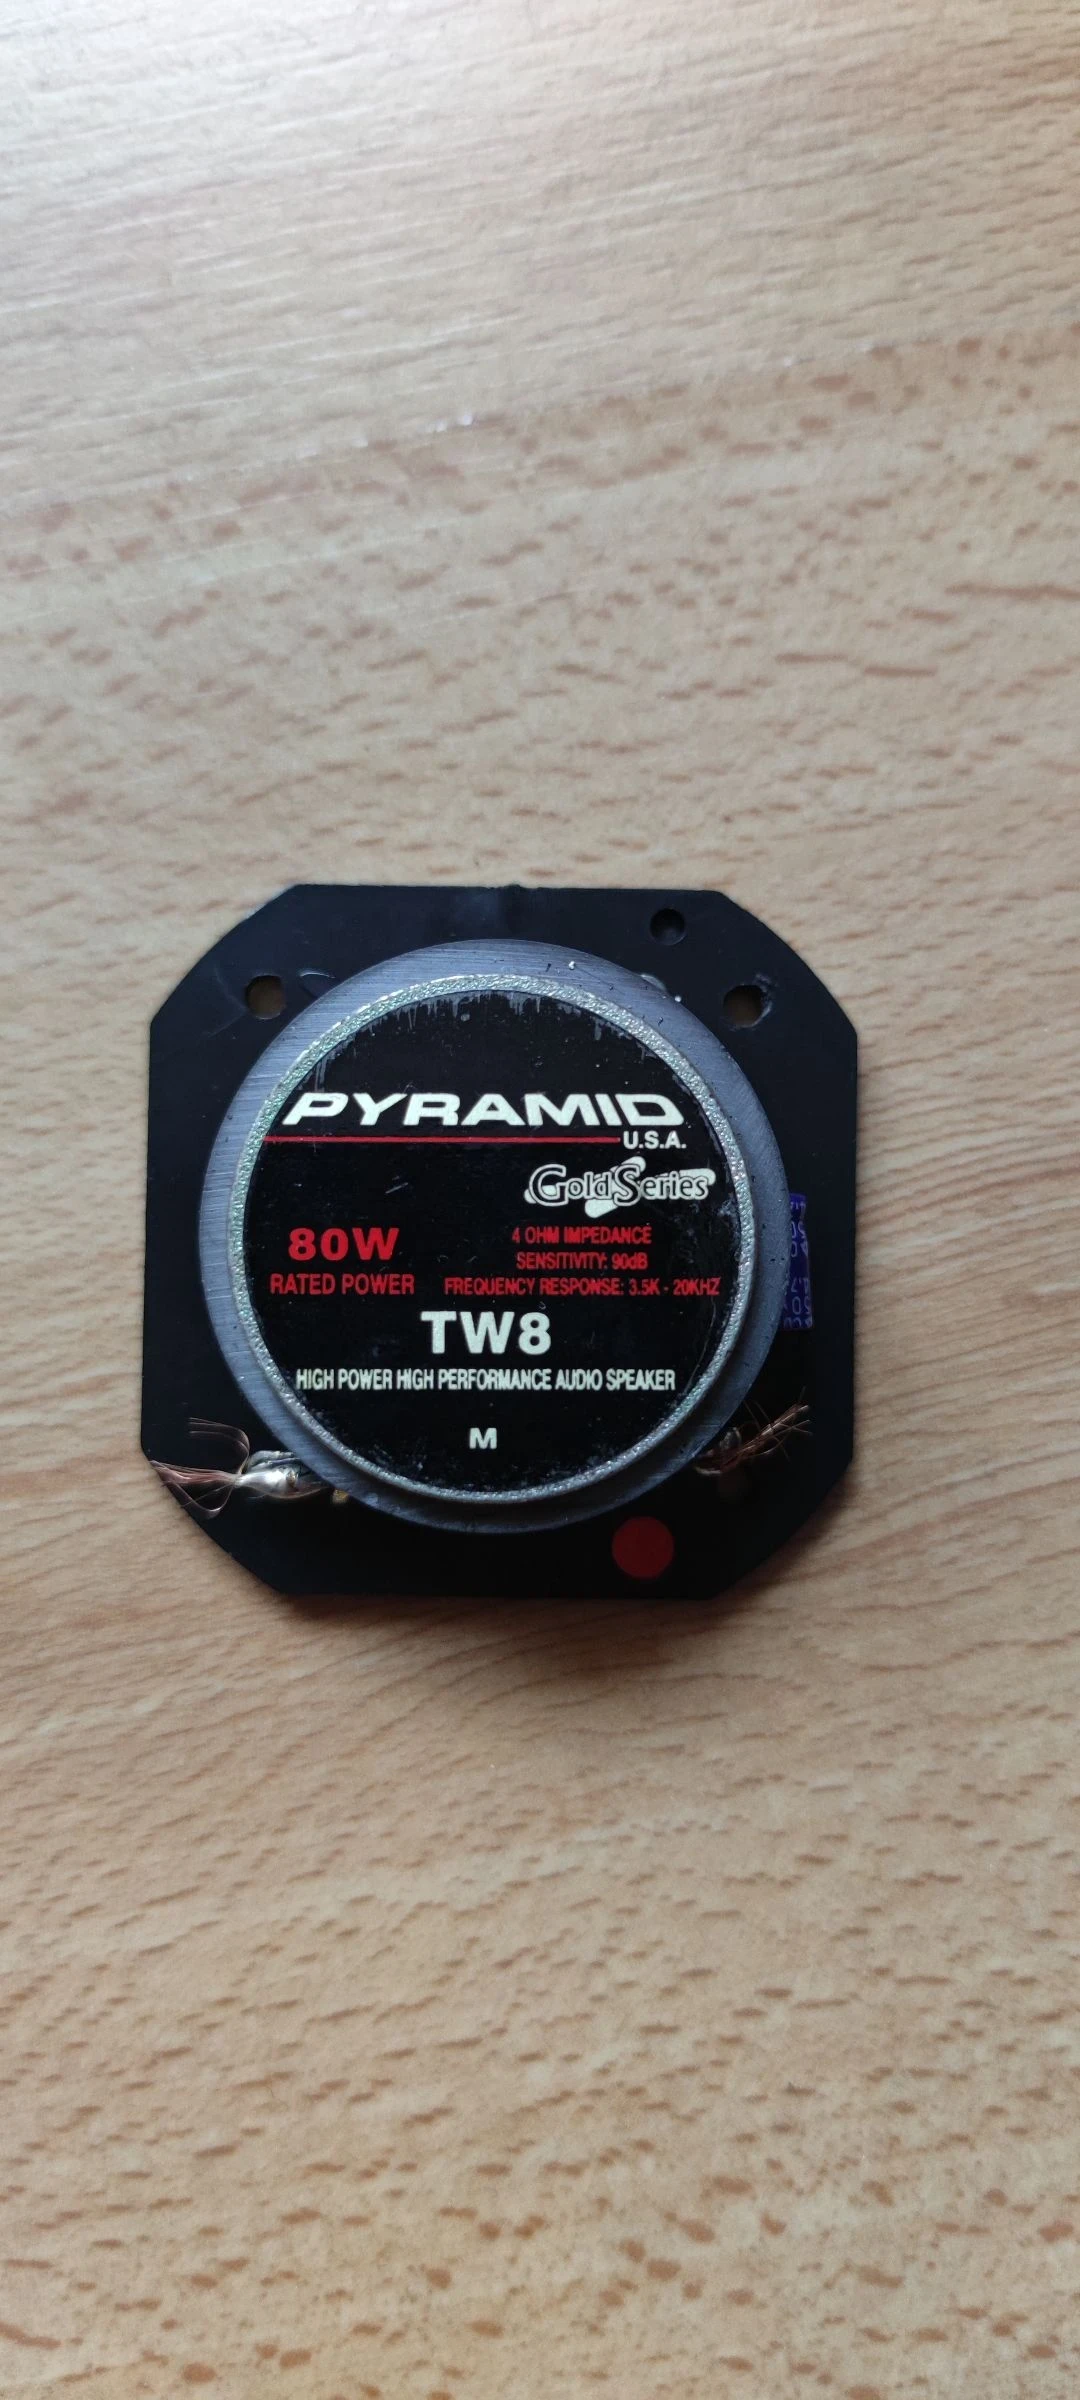 PYRAMID
U.S.A.
Gold Series
80W
RATED POWER
4 OHM IMPEDANCE
SENSITIVITY: 90dB
FREQUENCY RESPONSE: 3.5K - 20KHZ
TW8
HIGH POWER HIGH PERFORMANCE AUDIO SPEAKER
M